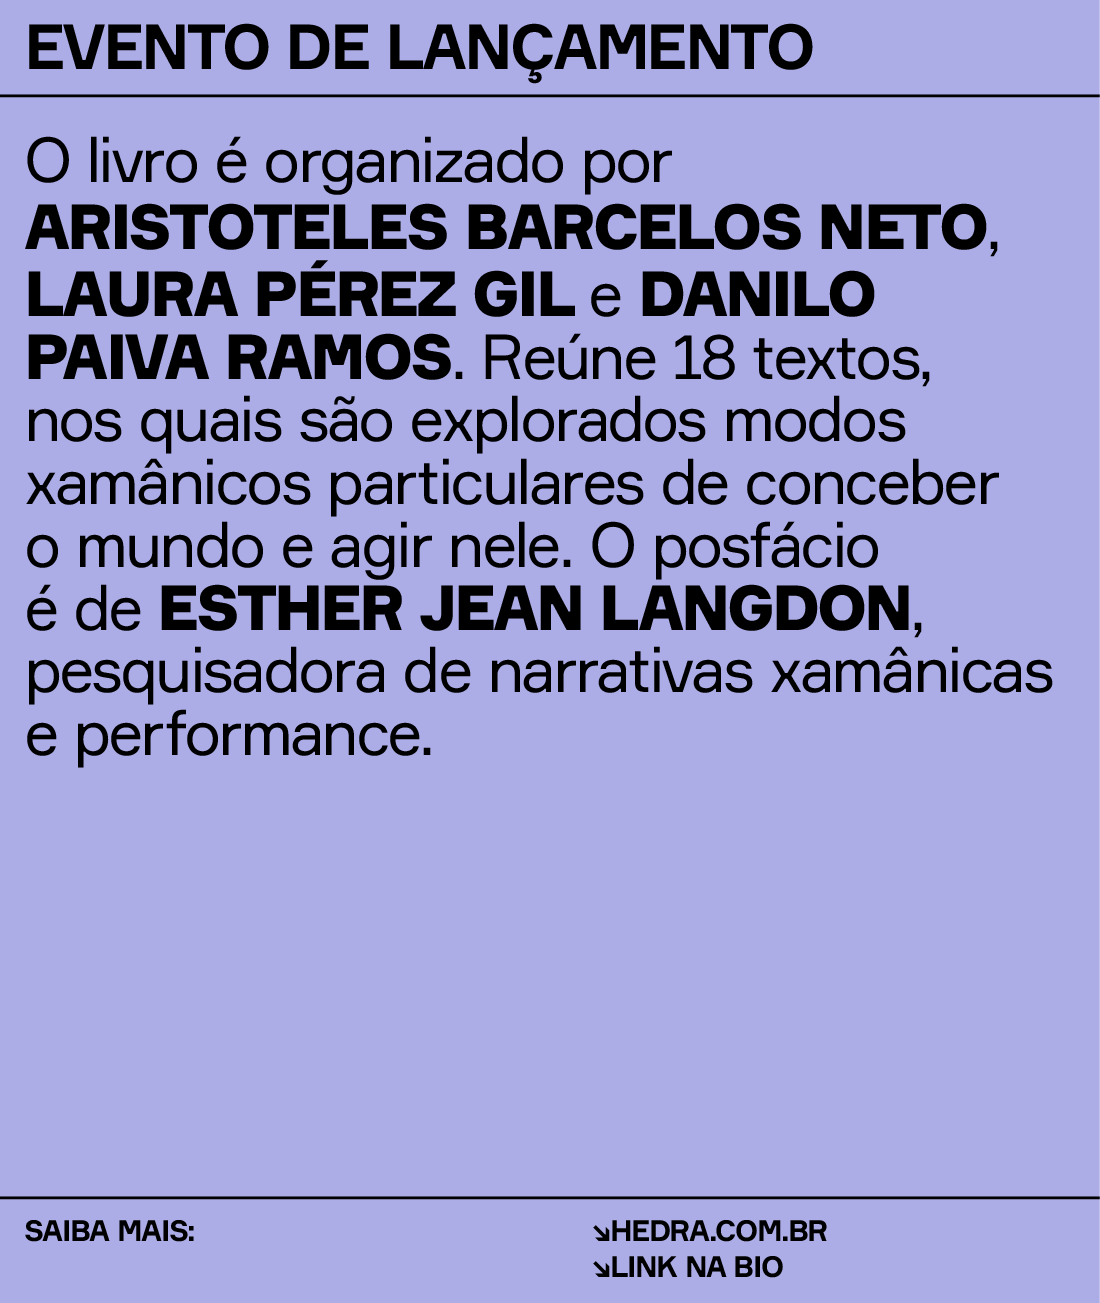 EVENTO DE LANÇAMENTO
O livro é organizado por
ARISTOTELES BARCELOS NETO,
LAURA PÉREZ GIL e DANILO
PAIVA RAMOS. Reúne 18 textos,
nos quais são explorados modos
xamânicos particulares de conceber
o mundo e agir nele. O posfácio
é de ESTHER JEAN LANGDON,
pesquisadora de narrativas xamânicas
e performance.
SAIBA MAIS:
↘HEDRA.COM.BR
↘LINK NA BIO